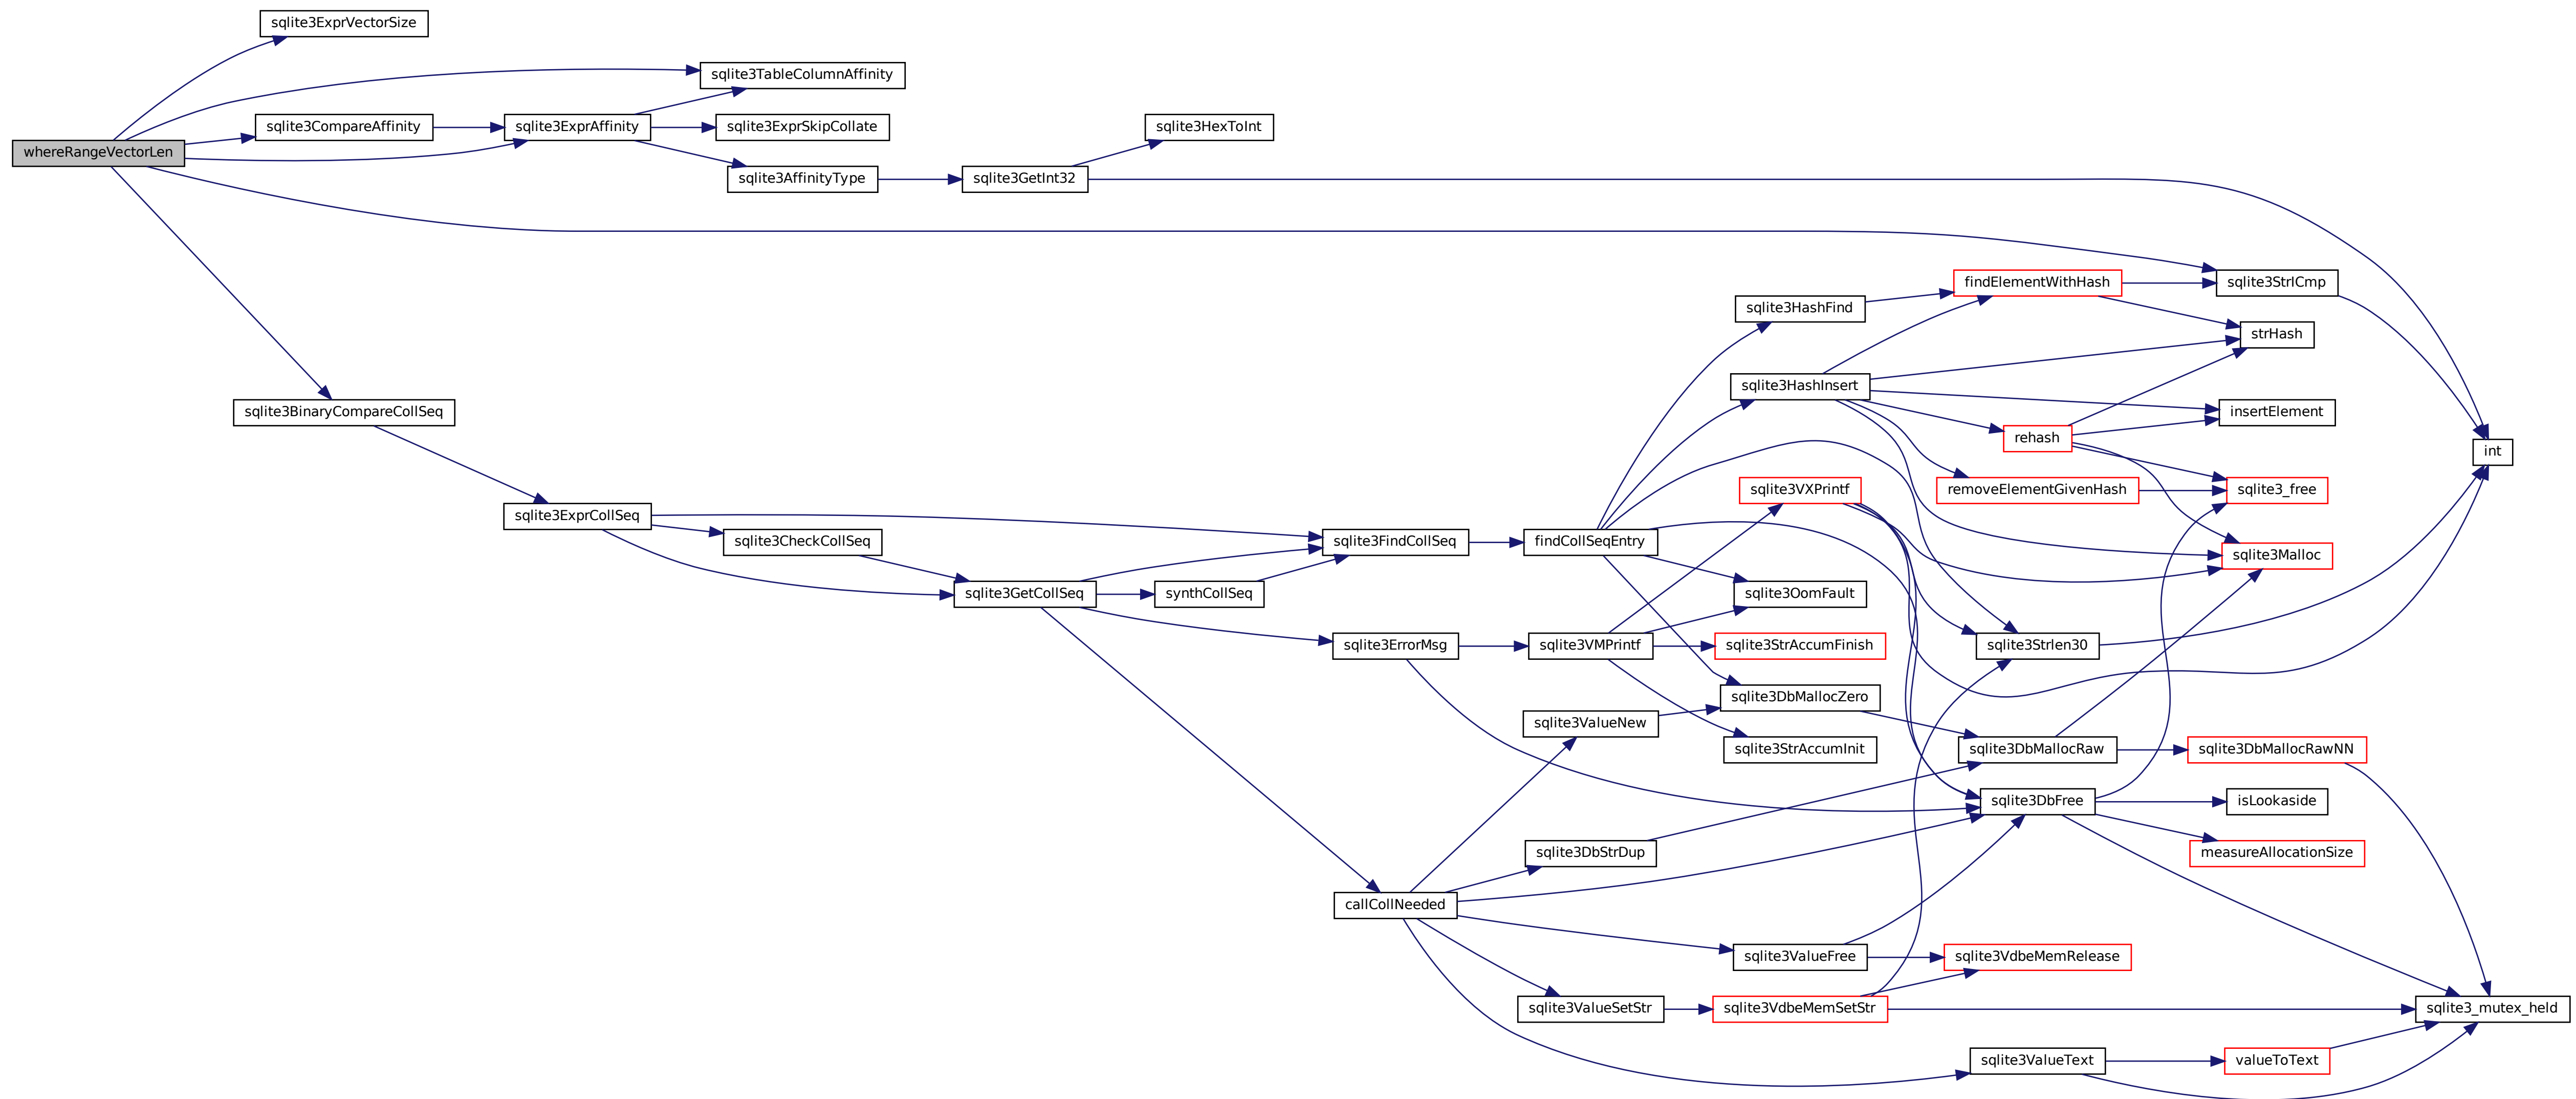 sqlite3ExprVectorSize
sqlite3TableColumnAffinity
sqlite3CompareAffinity
sqlite3ExprAffinity
sqlite3ExprSkipCollate
sqlite3HexToInt
whereRangeVectorLen
sqlite3AffinityType
sqlite3GetInt32
findElementWithHash
sqlite3StrICmp
sqlite3HashFind
strHash
sqlite3HashInsert
sqlite3BinaryCompareCollSeq
insertElement
rehash
int
sqlite3VXPrintf
removeElementGivenHash
sqlite3_free
sqlite3ExprCollSeq
sqlite3CheckCollSeq
sqlite3FindCollSeq
findCollSeqEntry
sqlite3Malloc
sqlite3GetCollSeq
synthCollSeq
sqlite3OomFault
sqlite3ErrorMsg
sqlite3VMPrintf
sqlite3StrAccumFinish
sqlite3Strlen30
sqlite3DbMallocZero
sqlite3ValueNew
sqlite3StrAccumInit
sqlite3DbMallocRaw
sqlite3DbMallocRawNN
sqlite3DbFree
isLookaside
sqlite3DbStrDup
measureAllocationSize
callCollNeeded
sqlite3ValueFree
sqlite3VdbeMemRelease
sqlite3ValueSetStr
sqlite3VdbeMemSetStr
sqlite3_mutex_held
sqlite3ValueText
valueToText